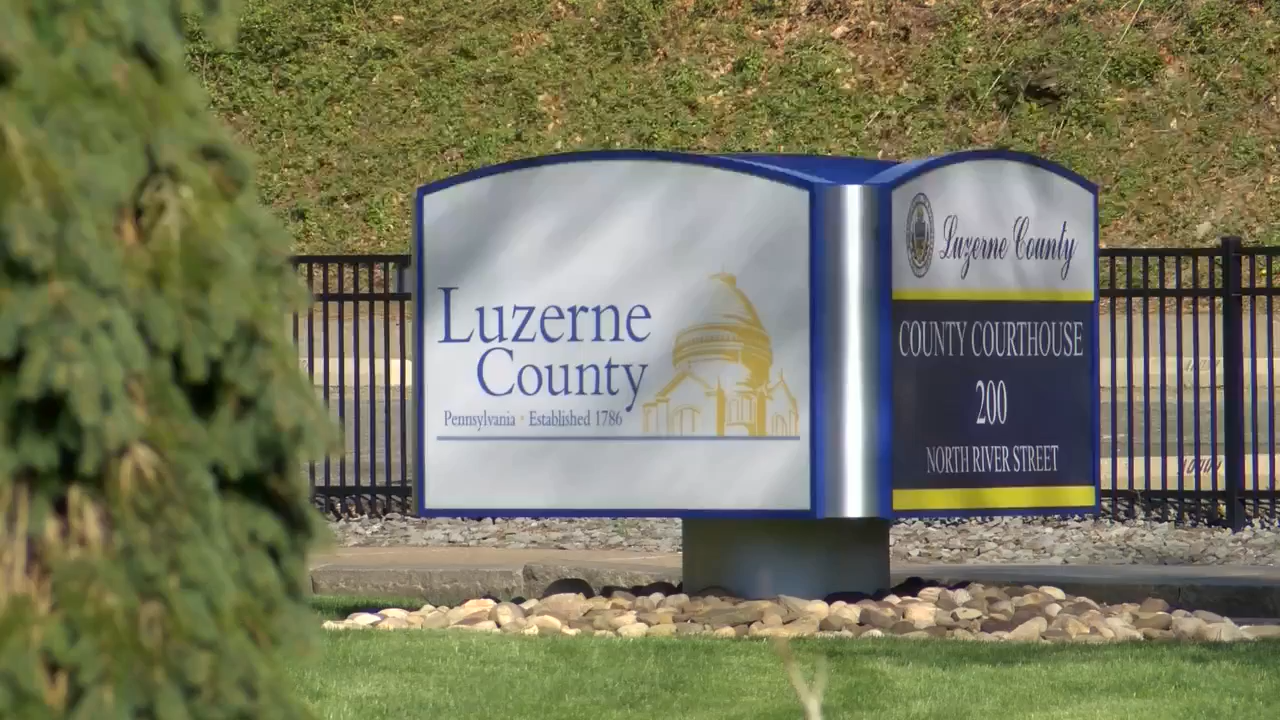 Luzerne
County
Pennsylvania • Established 1786
Luzerne County
COUNTY COURTHOUSE
200
NORTH RIVER STREET